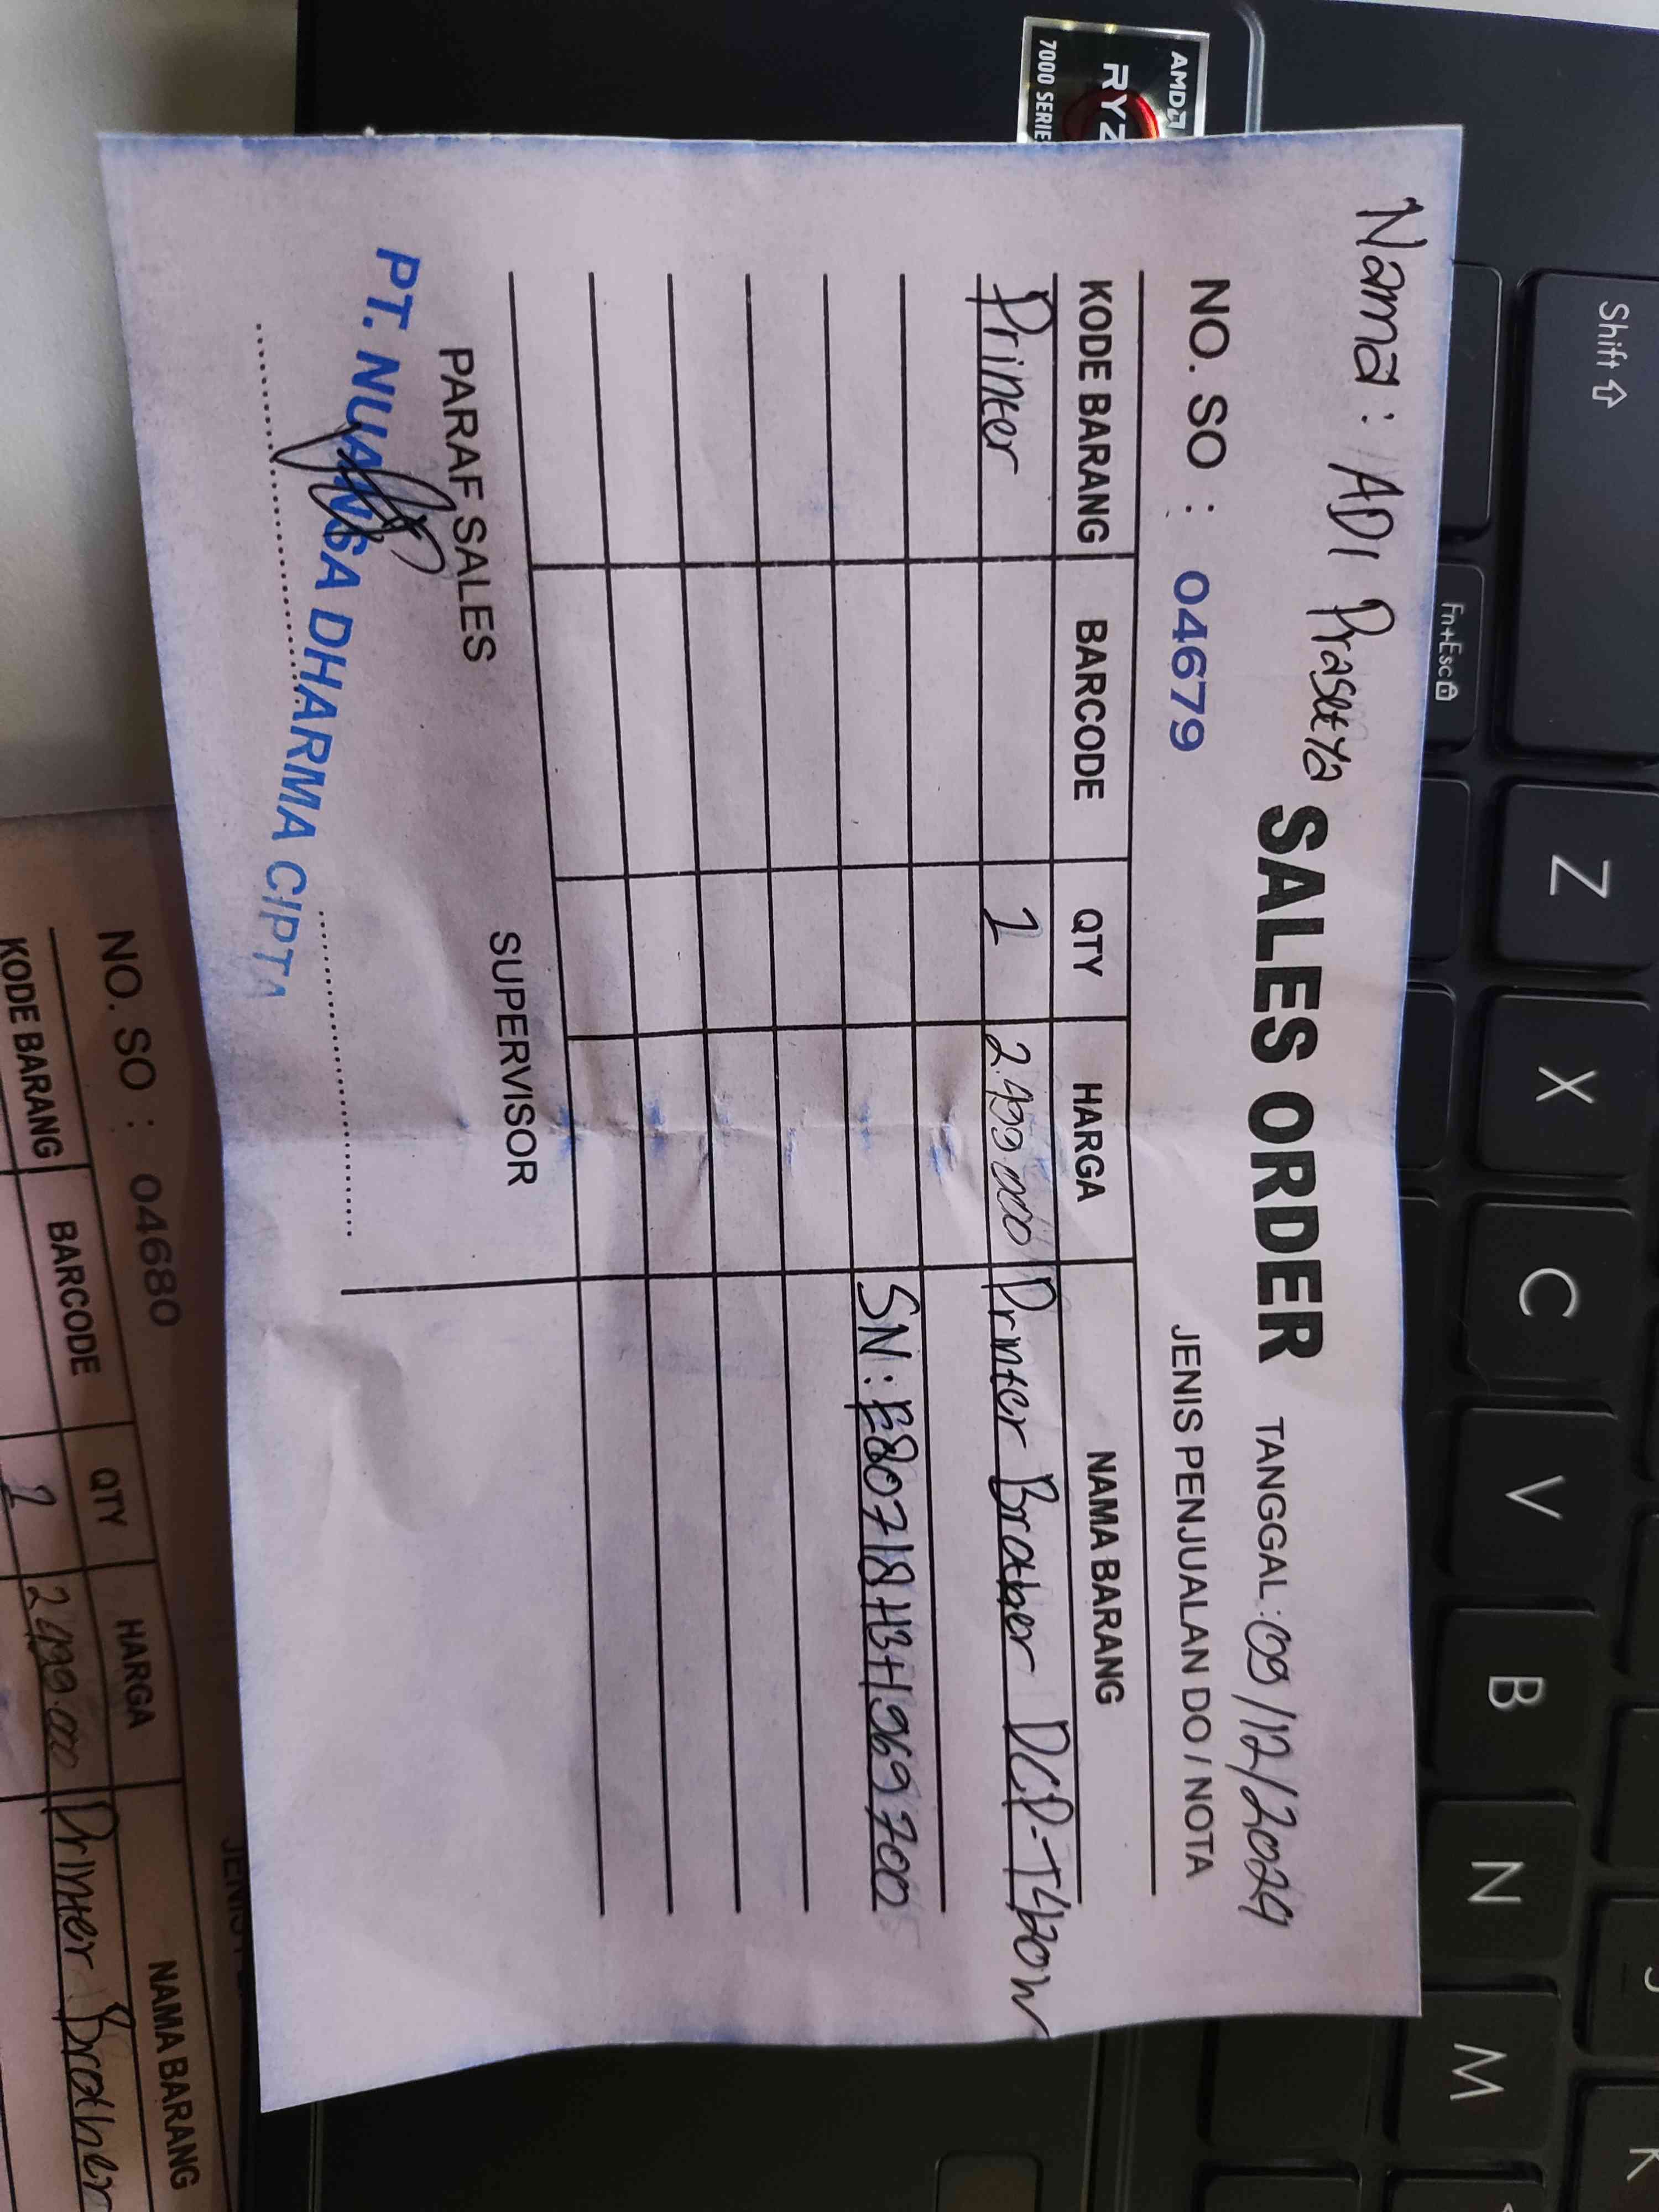 Nama : ADI Prasetya
SALES ORDER
TANGGAL : 09/12/2024
NO. SO : 04679
JENIS PENJUALAN DO / NOTA
KODE BARANG BARCODE QTY HARGA NAMA BARANG
Printer 1 2.499.000 Printer Brother DCP-T420W
SN :
PARAF SALES SUPERVISOR
PT. NUANSA DHARMA CIPTA
NO. SO : 04680
KODE BARANG BARCODE QTY HARGA NAMA BARANG
1 2.499.000 Printer Brother
AMD
RYZ
7000 SERIE
Shift
Fn+Esc
Z X C V B N M
K